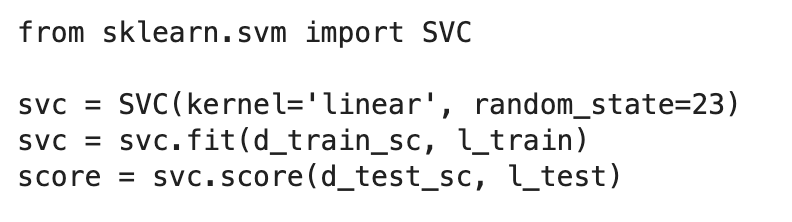 from sklearn.svm import SVC

svc = SVC(kernel='linear', random_state=23)
svc = svc.fit(d_train_sc, l_train)
score = svc.score(d_test_sc, l_test)